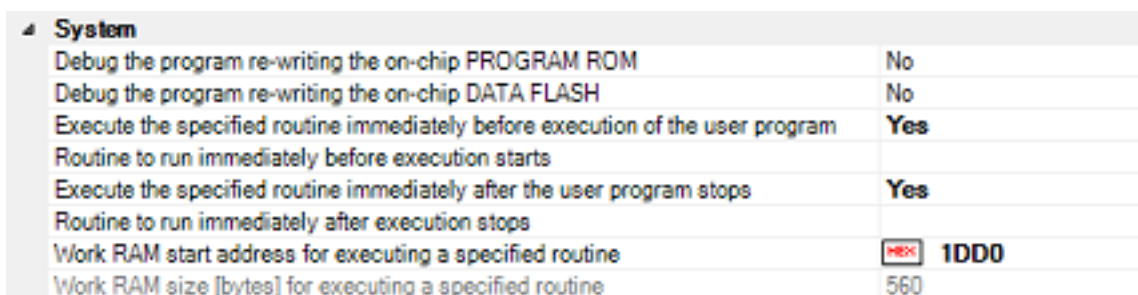 System
Debug the program re-writing the on-chip PROGRAM ROM No
Debug the program re-writing the on-chip DATA FLASH No
Execute the specified routine immediately before execution of the user program Yes
Routine to run immediately before execution starts
Execute the specified routine immediately after the user program stops Yes
Routine to run immediately after execution stops
Work RAM start address for executing a specified routine HEX 1DD0
Work RAM size [bytes] for executing a specified routine 560